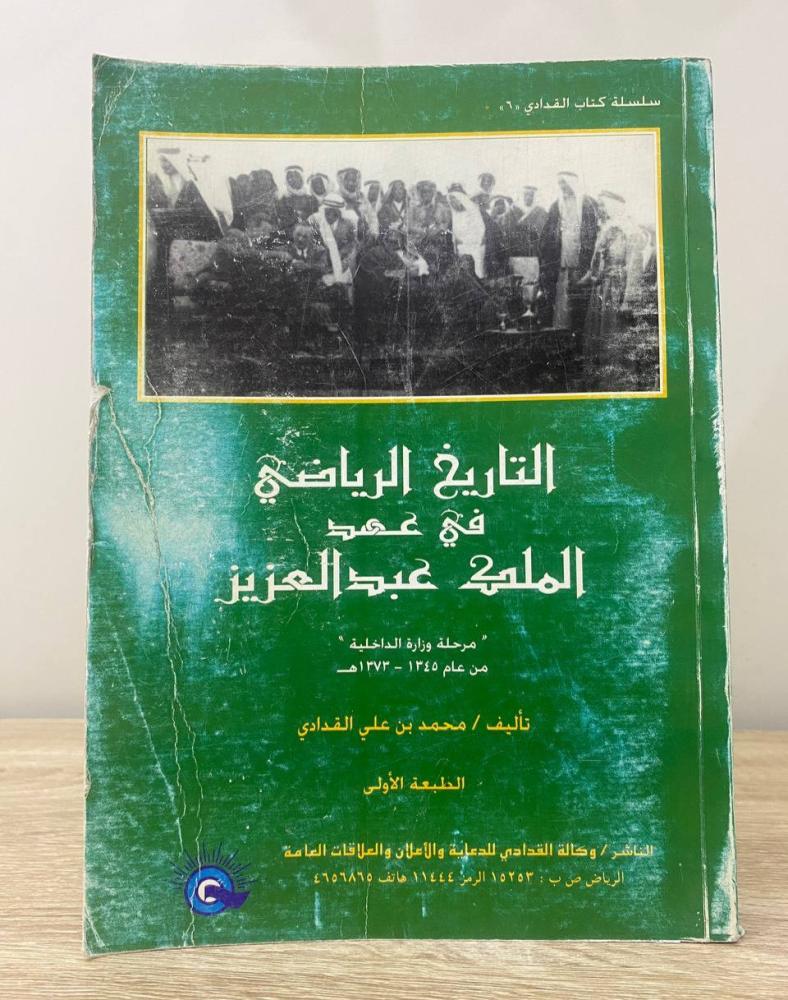 سلسلة كتاب القدادي «٦»
التاريخ الرياضي
في عهد
الملك عبدالعزيز
"مرحلة وزارة الداخلية"
من عام ١٣٤٥ - ١٣٧٣هـ
تأليف / محمد بن علي القدادي
الطبعة الأولى
الناشر / وكالة القدادي للدعاية والأعلان والعلاقات العامة
الرياض ص ب : ١٥٢٥٣ الرمز ١١٤٤٤ هاتف ٤٦٥٦٨٦٥